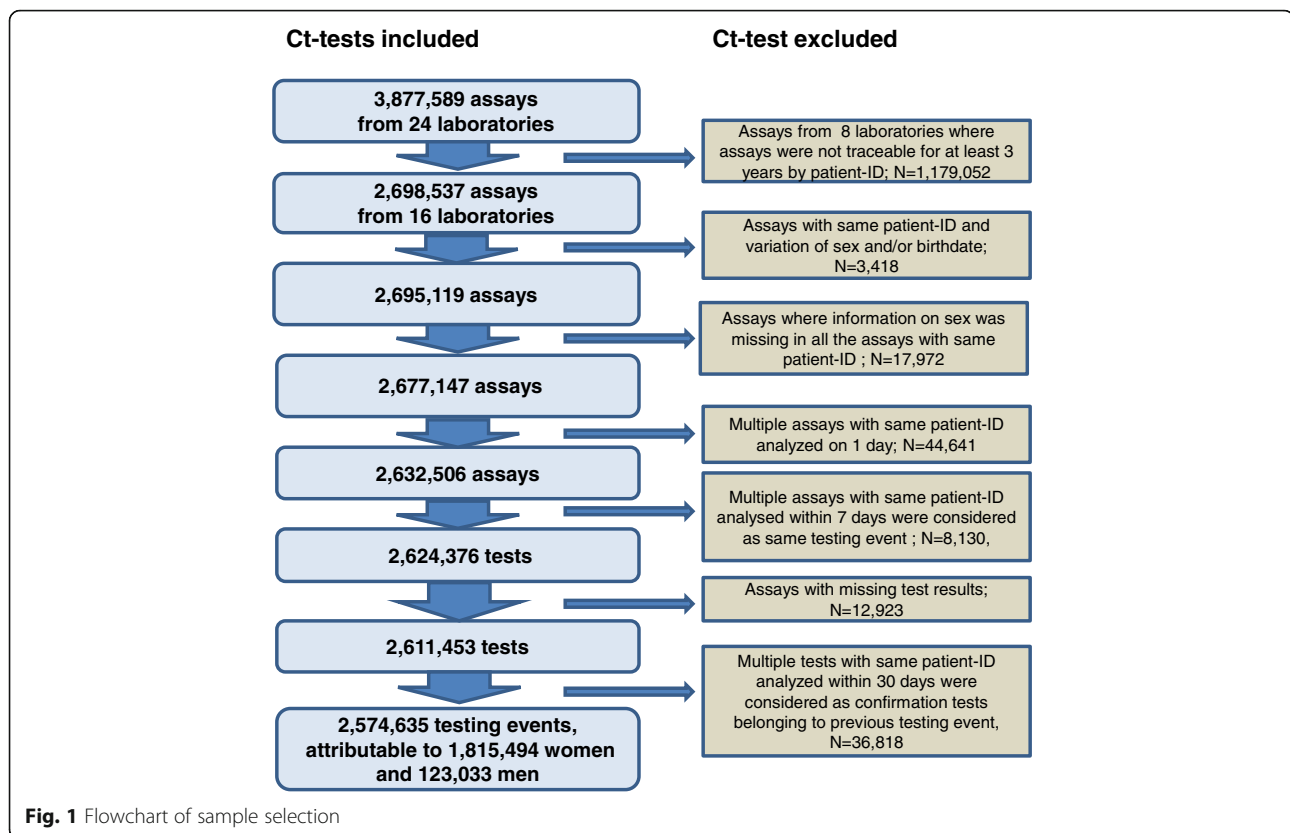 Ct-tests included
Ct-test excluded
3,877,589 assays
from 24 laboratories
Assays from 8 laboratories where
assays were not traceable for at least 3
years by patient-ID; N=1,179,052
2,698,537 assays
from 16 laboratories
Assays with same patient-ID and
variation of sex and/or birthdate;
N=3,418
2,695,119 assays
Assays where information on sex was
missing in all the assays with same
patient-ID ; N=17,972
2,677,147 assays
Multiple assays with same patient-ID
analyzed on 1 day; N=44,641
2,632,506 assays
Multiple assays with same patient-ID
analysed within 7 days were considered
as same testing event ; N=8,130,
2,624,376 tests
Assays with missing test results;
N=12,923
2,611,453 tests
Multiple tests with same patient-ID
analyzed within 30 days were
considered as confirmation tests
belonging to previous testing event,
N=36,818
2,574,635 testing events,
attributable to 1,815,494 women
and 123,033 men
Fig. 1 Flowchart of sample selection